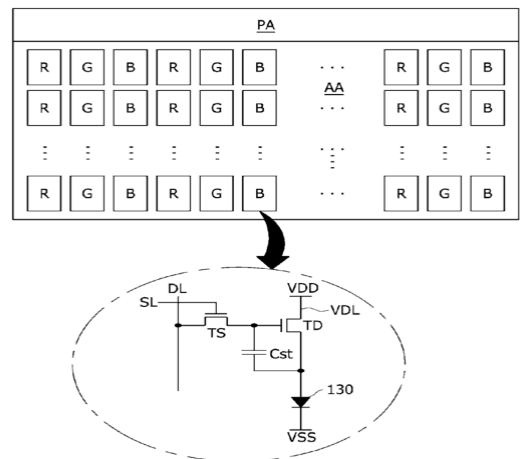 PA
R G B R G B ··· R G B
AA
R G B R G B ··· R G B
R G B R G B ··· R G B
DL
VDD
SL
VDL
TS
TD
Cst
130
VSS